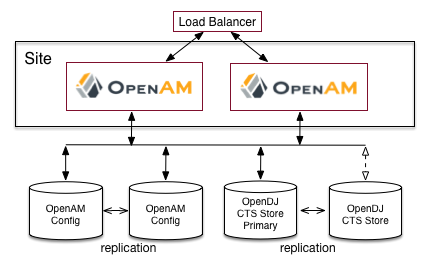 Load Balancer
Site
OPENAM
OPENAM
OpenAM
Config
OpenAM
Config
OpenDJ
CTS Store
Primary
OpenDJ
CTS Store
replication
replication